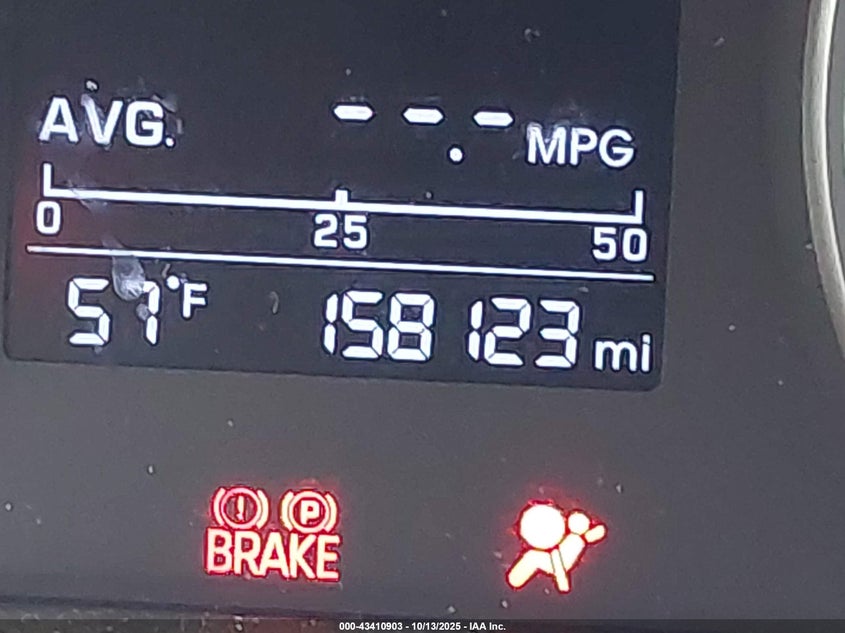 AVG. --.- MPG
0 25 50
57°F 158123 mi
! P
BRAKE
000-43410903 - 10/13/2025 - IAA Inc.